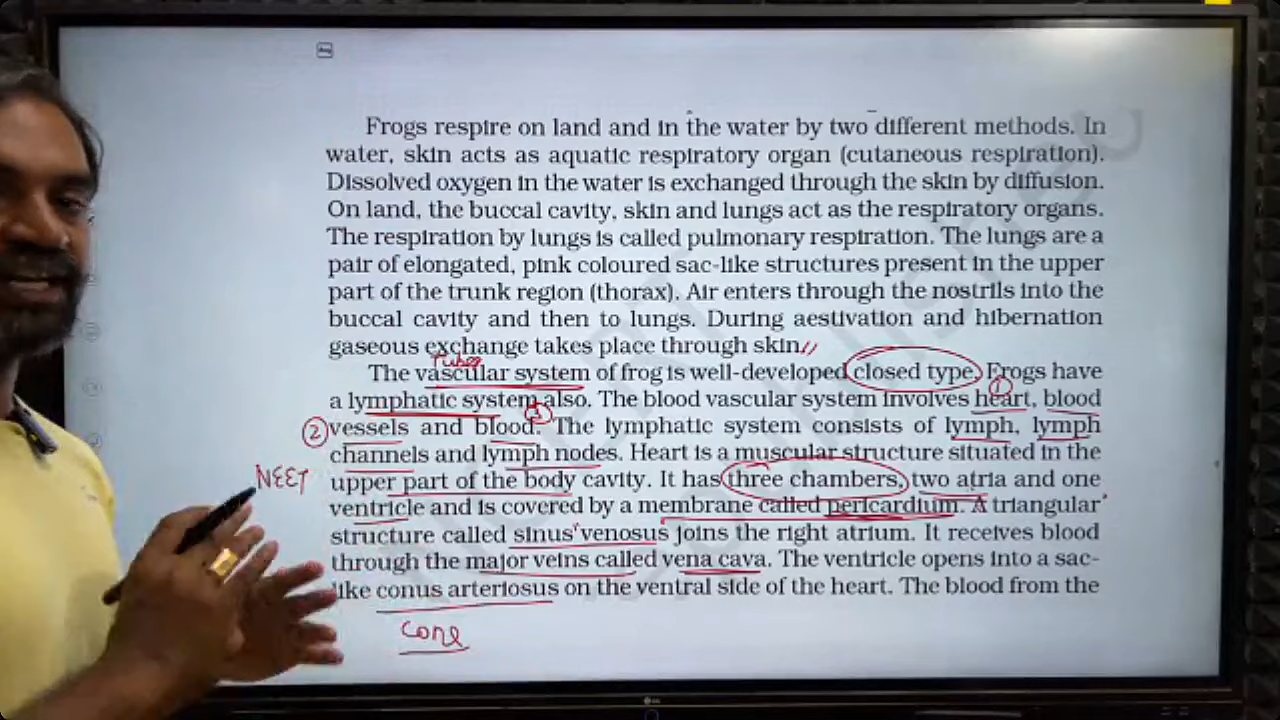 Frogs respire on land and in the water by two different methods. In
water, skin acts as aquatic respiratory organ (cutaneous respiration).
Dissolved oxygen in the water is exchanged through the skin by diffusion.
On land, the buccal cavity, skin and lungs act as the respiratory organs.
The respiration by lungs is called pulmonary respiration. The lungs are a
pair of elongated, pink coloured sac-like structures present in the upper
part of the trunk region (thorax). Air enters through the nostrils into the
buccal cavity and then to lungs. During aestivation and hibernation
gaseous exchange takes place through skin.
Tubes
The vascular system of frog is well-developed closed type. Frogs have
1
a lymphatic system also. The blood vascular system involves heart, blood
3
2 vessels and blood. The lymphatic system consists of lymph, lymph
channels and lymph nodes. Heart is a muscular structure situated in the
NEET
upper part of the body cavity. It has three chambers, two atria and one
ventricle and is covered by a membrane called pericardium. A triangular
structure called sinus venosus joins the right atrium. It receives blood
through the major veins called vena cava. The ventricle opens into a sac-
like conus arteriosus on the ventral side of the heart. The blood from the
cone